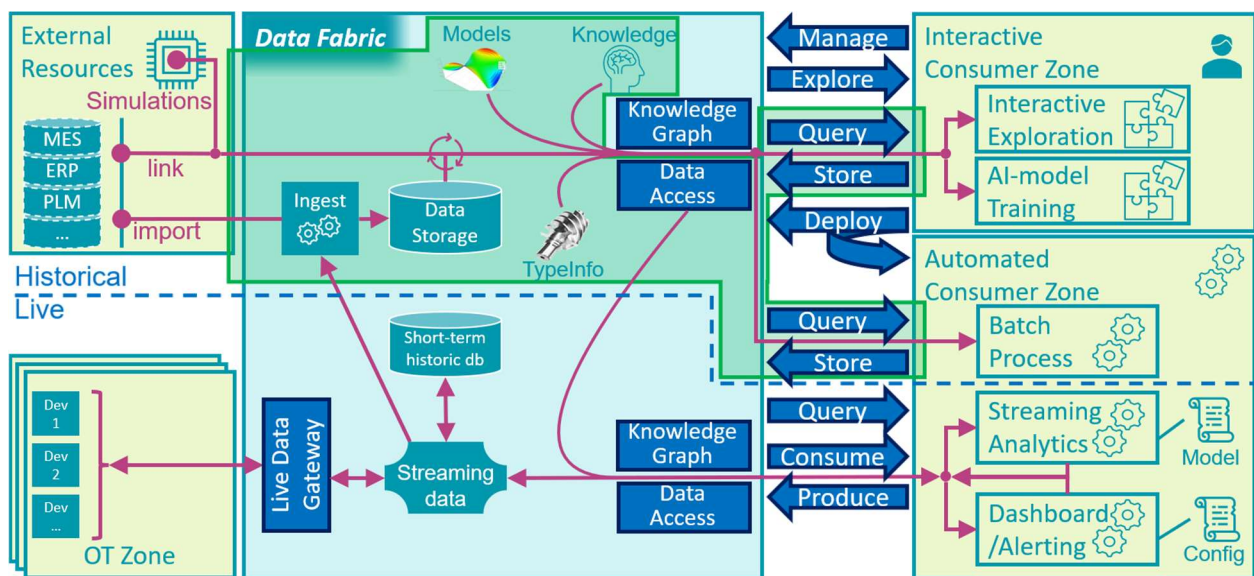 External
Resources
Simulations
MES
ERP
PLM
...
link
import
Historical
Live
Dev
1
Dev
2
Dev
...
OT Zone
Data Fabric
Models
Knowledge
Ingest
Data
Storage
TypeInfo
Knowledge
Graph
Data
Access
Short-term
historic db
Live Data
Gateway
Streaming
data
Knowledge
Graph
Data
Access
Manage
Explore
Query
Store
Deploy
Query
Store
Query
Consume
Produce
Interactive
Consumer Zone
Interactive
Exploration
AI-model
Training
Automated
Consumer Zone
Batch
Process
Streaming
Analytics
Model
Dashboard
/Alerting
Config